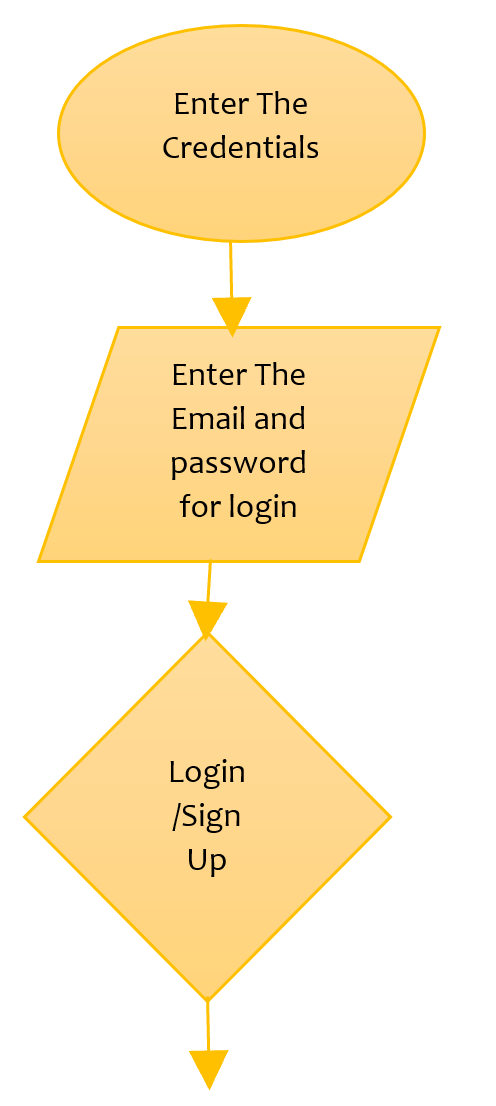 Enter The
Credentials
Enter The
Email and
password
for login
Login
/Sign
Up